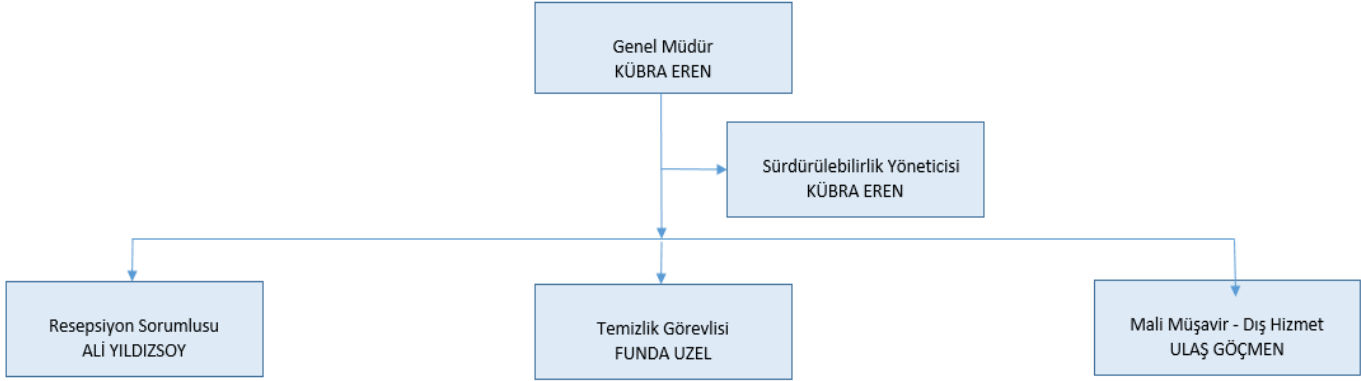 Genel Müdür
KÜBRA EREN
Sürdürülebilirlik Yöneticisi
KÜBRA EREN
Resepsiyon Sorumlusu
ALİ YILDIZSOY
Temizlik Görevlisi
FUNDA UZEL
Mali Müşavir - Dış Hizmet
ULAŞ GÖÇMEN